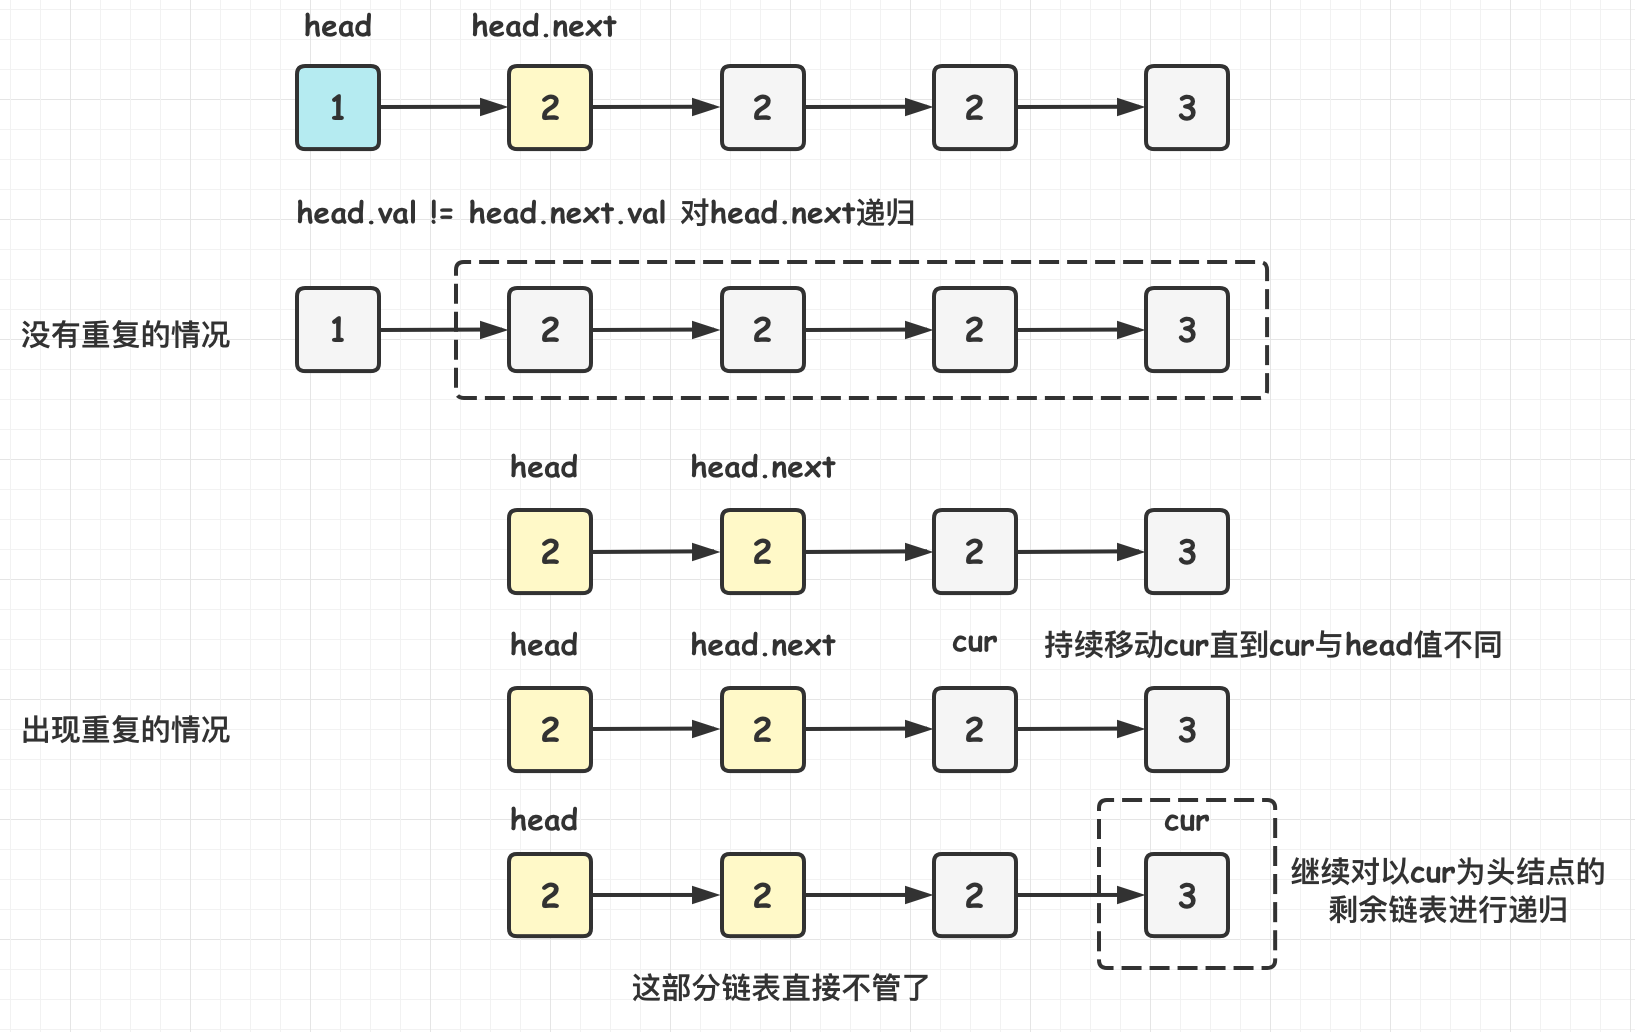 head head.next
1 2 2 2 3
head.val != head.next.val 对head.next递归
没有重复的情况 1 2 2 2 3
head head.next
2 2 2 3
head head.next cur 持续移动cur直到cur与head值不同
出现重复的情况 2 2 2 3
head cur
2 2 2 3
继续对以cur为头结点的
剩余链表进行递归
这部分链表直接不管了